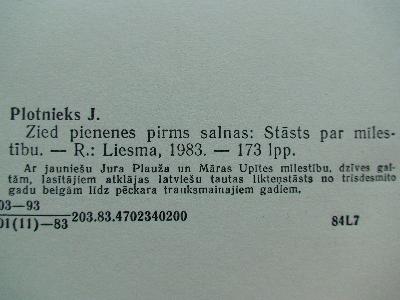 Plotnieks J.
Zied pienenes pirms salnas: Stāsts par mīles-
tību. — R.: Liesma, 1983. — 173 lpp.
Ar jauniešu Jura Plauža un Māras Upītes mīlestību, dzīves gai-
tām, lasītājiem atklājas latviešu tautas likteņstāsts no trīsdesmito
gadu beigām līdz pēckara trauksmainajiem gadiem.
03—93
01(11)—83 203.83.4702340200 84L7